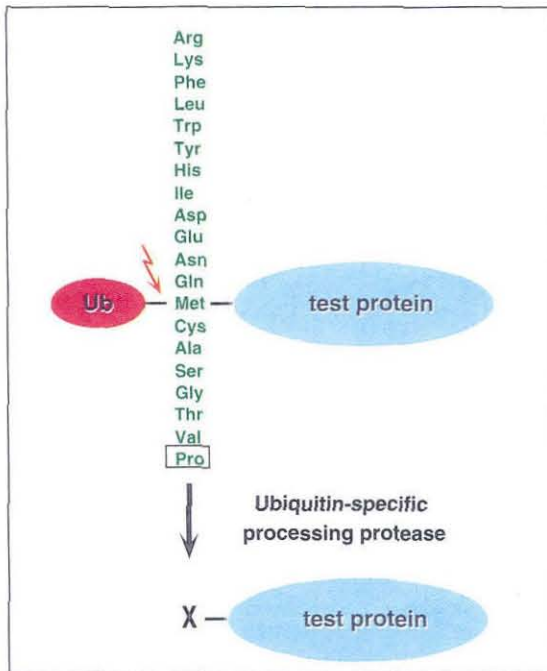 Arg
Lys
Phe
Leu
Trp
Tyr
His
Ile
Asp
Glu
Asn
Gln
Ub Met test protein
Cys
Ala
Ser
Gly
Thr
Val
Pro
Ubiquitin-specific
processing protease
X test protein